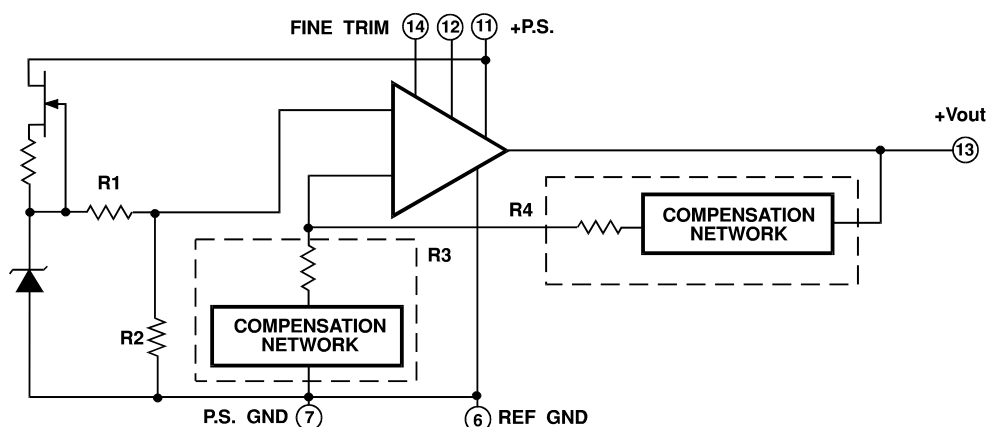 FINE TRIM 14 12 11 +P.S.
+Vout
13
R1
R4
COMPENSATION
NETWORK
R3
COMPENSATION
NETWORK
R2
P.S. GND 7 6 REF GND